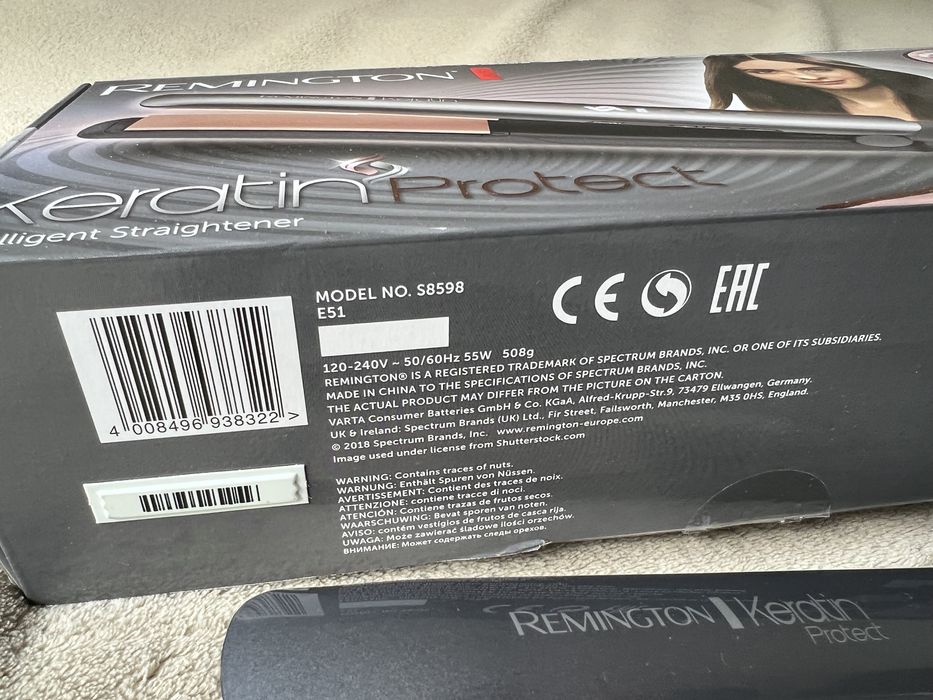 REMINGTON
Keratin Protect
lligent Straightener
MODEL NO. S8598
E51
CE EAC
120-240V ~ 50/60Hz 55W 508g
REMINGTON® IS A REGISTERED TRADEMARK OF SPECTRUM BRANDS, INC. OR ONE OF ITS SUBSIDIARIES.
MADE IN CHINA TO THE SPECIFICATIONS OF SPECTRUM BRANDS, INC.
THE ACTUAL PRODUCT MAY DIFFER FROM THE PICTURE ON THE CARTON.
VARTA Consumer Batteries GmbH & Co. KGaA, Alfred-Krupp-Str.9, 73479 Ellwangen, Germany.
UK & Ireland: Spectrum Brands (UK) Ltd., Fir Street, Failsworth, Manchester, M35 0HS, England.
© 2018 Spectrum Brands, Inc. www.remington-europe.com
Image used under license from Shutterstock.com
4 008496 938322 >
WARNING: Contains traces of nuts.
WARNUNG: Enthält Spuren von Nüssen.
AVERTISSEMENT: Contient des traces de noix.
ATTENZIONE: contiene tracce di noci.
ATENCIÓN: Contiene trazas de frutos secos.
WAARSCHUWING: Bevat sporen van noten.
AVISO: contém vestígios de frutos de casca rija.
UWAGA: Może zawierać śladowe ilości orzechów.
ВНИМАНИЕ: Может содержать следы орехов.
REMINGTON Keratin
Protect